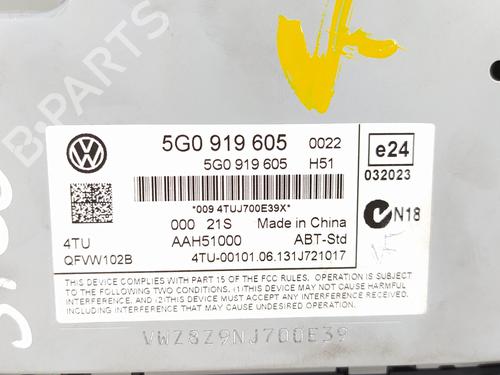 B-PARTS
5G0 919 605 0022
5G0 919 605 H51
e24
032023
*009 4TUJ700E39X*
000 21S Made in China
4TU AAH51000 ABT-Std
N18
QFVW102B 4TU-00101.06.131J721017
THIS DEVICE COMPLIES WITH PART 15 OF THE FCC RULES, OPERATION IS SUBJECT
TO THE FOLLOWING TWO CONDITIONS: (1) THIS DEVICE MAY NOT CAUSE HARMFUL
INTERFERENCE, AND (2) THIS DEVICE MUST ACCEPT ANY INTERFERENCE RECEIVED,
INCLUDING INTERFERENCE THAT MAY CAUSE UNDESIRED OPERATION.
VWZ8Z9NJ700E39